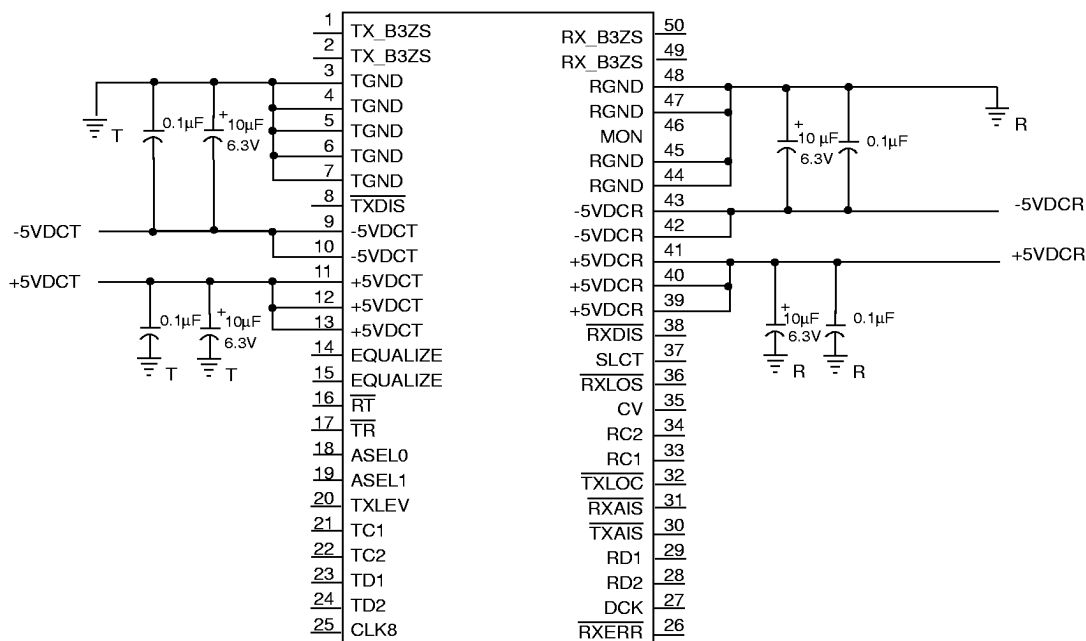 1 TX_B3ZS
2 TX_B3ZS
3 TGND
4 TGND
5 TGND
6 TGND
7 TGND
8 TXDIS
9 -5VDCT
10 -5VDCT
11 +5VDCT
12 +5VDCT
13 +5VDCT
14 EQUALIZE
15 EQUALIZE
16 RT
17 TR
18 ASEL0
19 ASEL1
20 TXLEV
21 TC1
22 TC2
23 TD1
24 TD2
25 CLK8
RX_B3ZS 50
RX_B3ZS 49
RGND 48
RGND 47
MON 46
RGND 45
RGND 44
-5VDCR 43
-5VDCR 42
+5VDCR 41
+5VDCR 40
+5VDCR 39
RXDIS 38
SLCT 37
RXLOS 36
CV 35
RC2 34
RC1 33
TXLOC 32
RXAIS 31
TXAIS 30
RD1 29
RD2 28
DCK 27
RXERR 26
T
0.1µF
+
10µF
6.3V
-5VDCT
+5VDCT
0.1µF
+
10µF
6.3V
T
T
R
+
10 µF
6.3V
0.1µF
-5VDCR
+5VDCR
+
10µF
6.3V
0.1µF
R
R